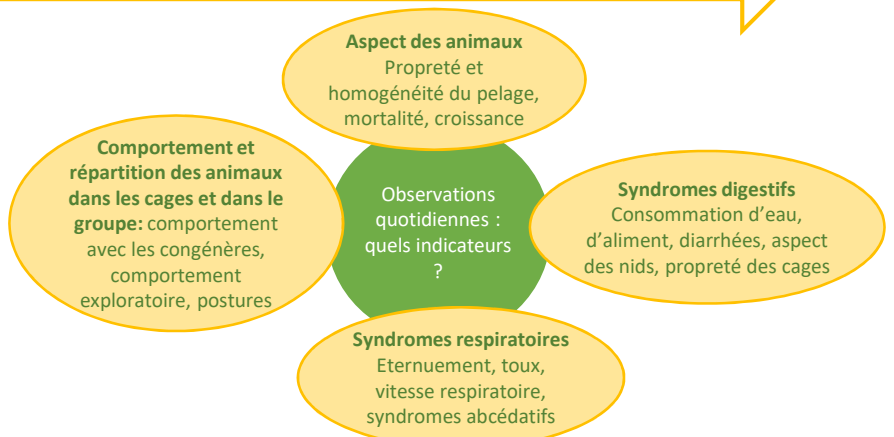 Aspect des animaux
Propreté et
homogénéité du pelage,
mortalité, croissance
Comportement et
répartition des animaux
dans les cages et dans le
groupe: comportement
avec les congénères,
comportement
exploratoire, postures
Observations
quotidiennes :
quels indicateurs
?
Syndromes digestifs
Consommation d’eau,
d’aliment, diarrhées, aspect
des nids, propreté des cages
Syndromes respiratoires
Eternuement, toux,
vitesse respiratoire,
syndromes abcédatifs